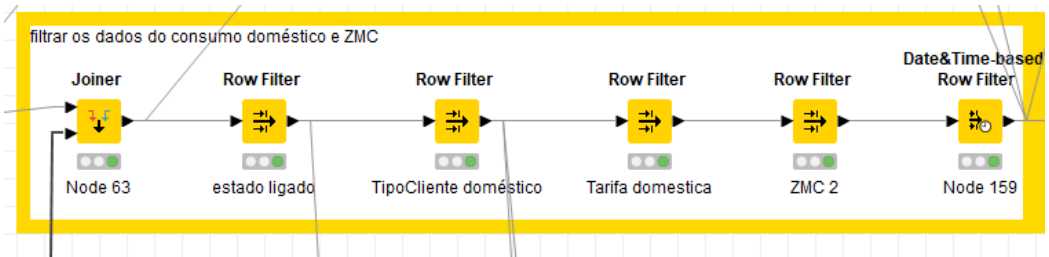 filtrar os dados do consumo doméstico e ZMC
Date&Time-based
Joiner
Row Filter
Row Filter
Row Filter
Row Filter
Row Filter
Node 63
estado ligado
TipoCliente doméstico
Tarifa domestica
ZMC 2
Node 159